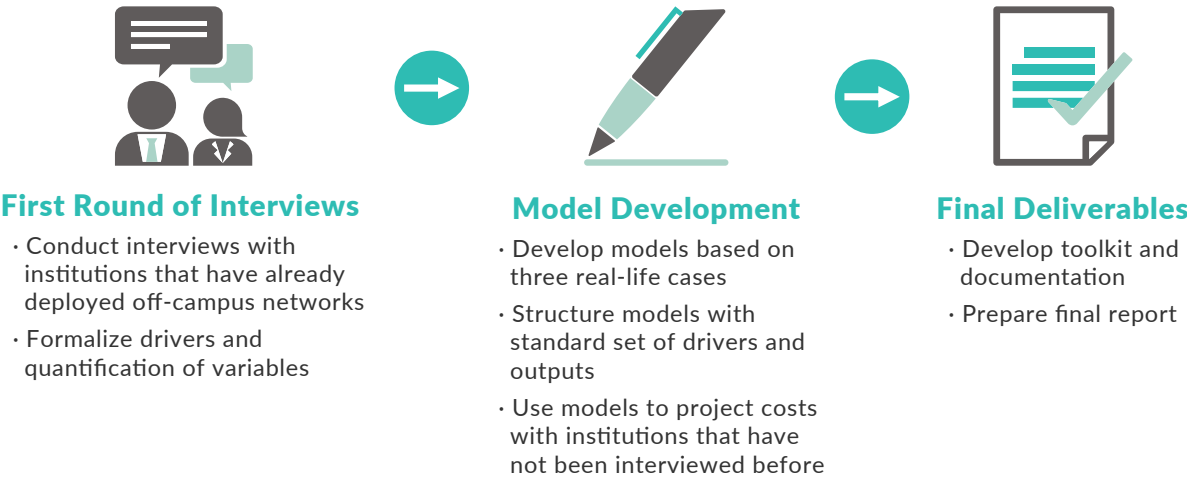 First Round of Interviews
· Conduct interviews with
institutions that have already
deployed off-campus networks
· Formalize drivers and
quantification of variables
Model Development
· Develop models based on
three real-life cases
· Structure models with
standard set of drivers and
outputs
· Use models to project costs
with institutions that have
not been interviewed before
Final Deliverables
· Develop toolkit and
documentation
· Prepare final report